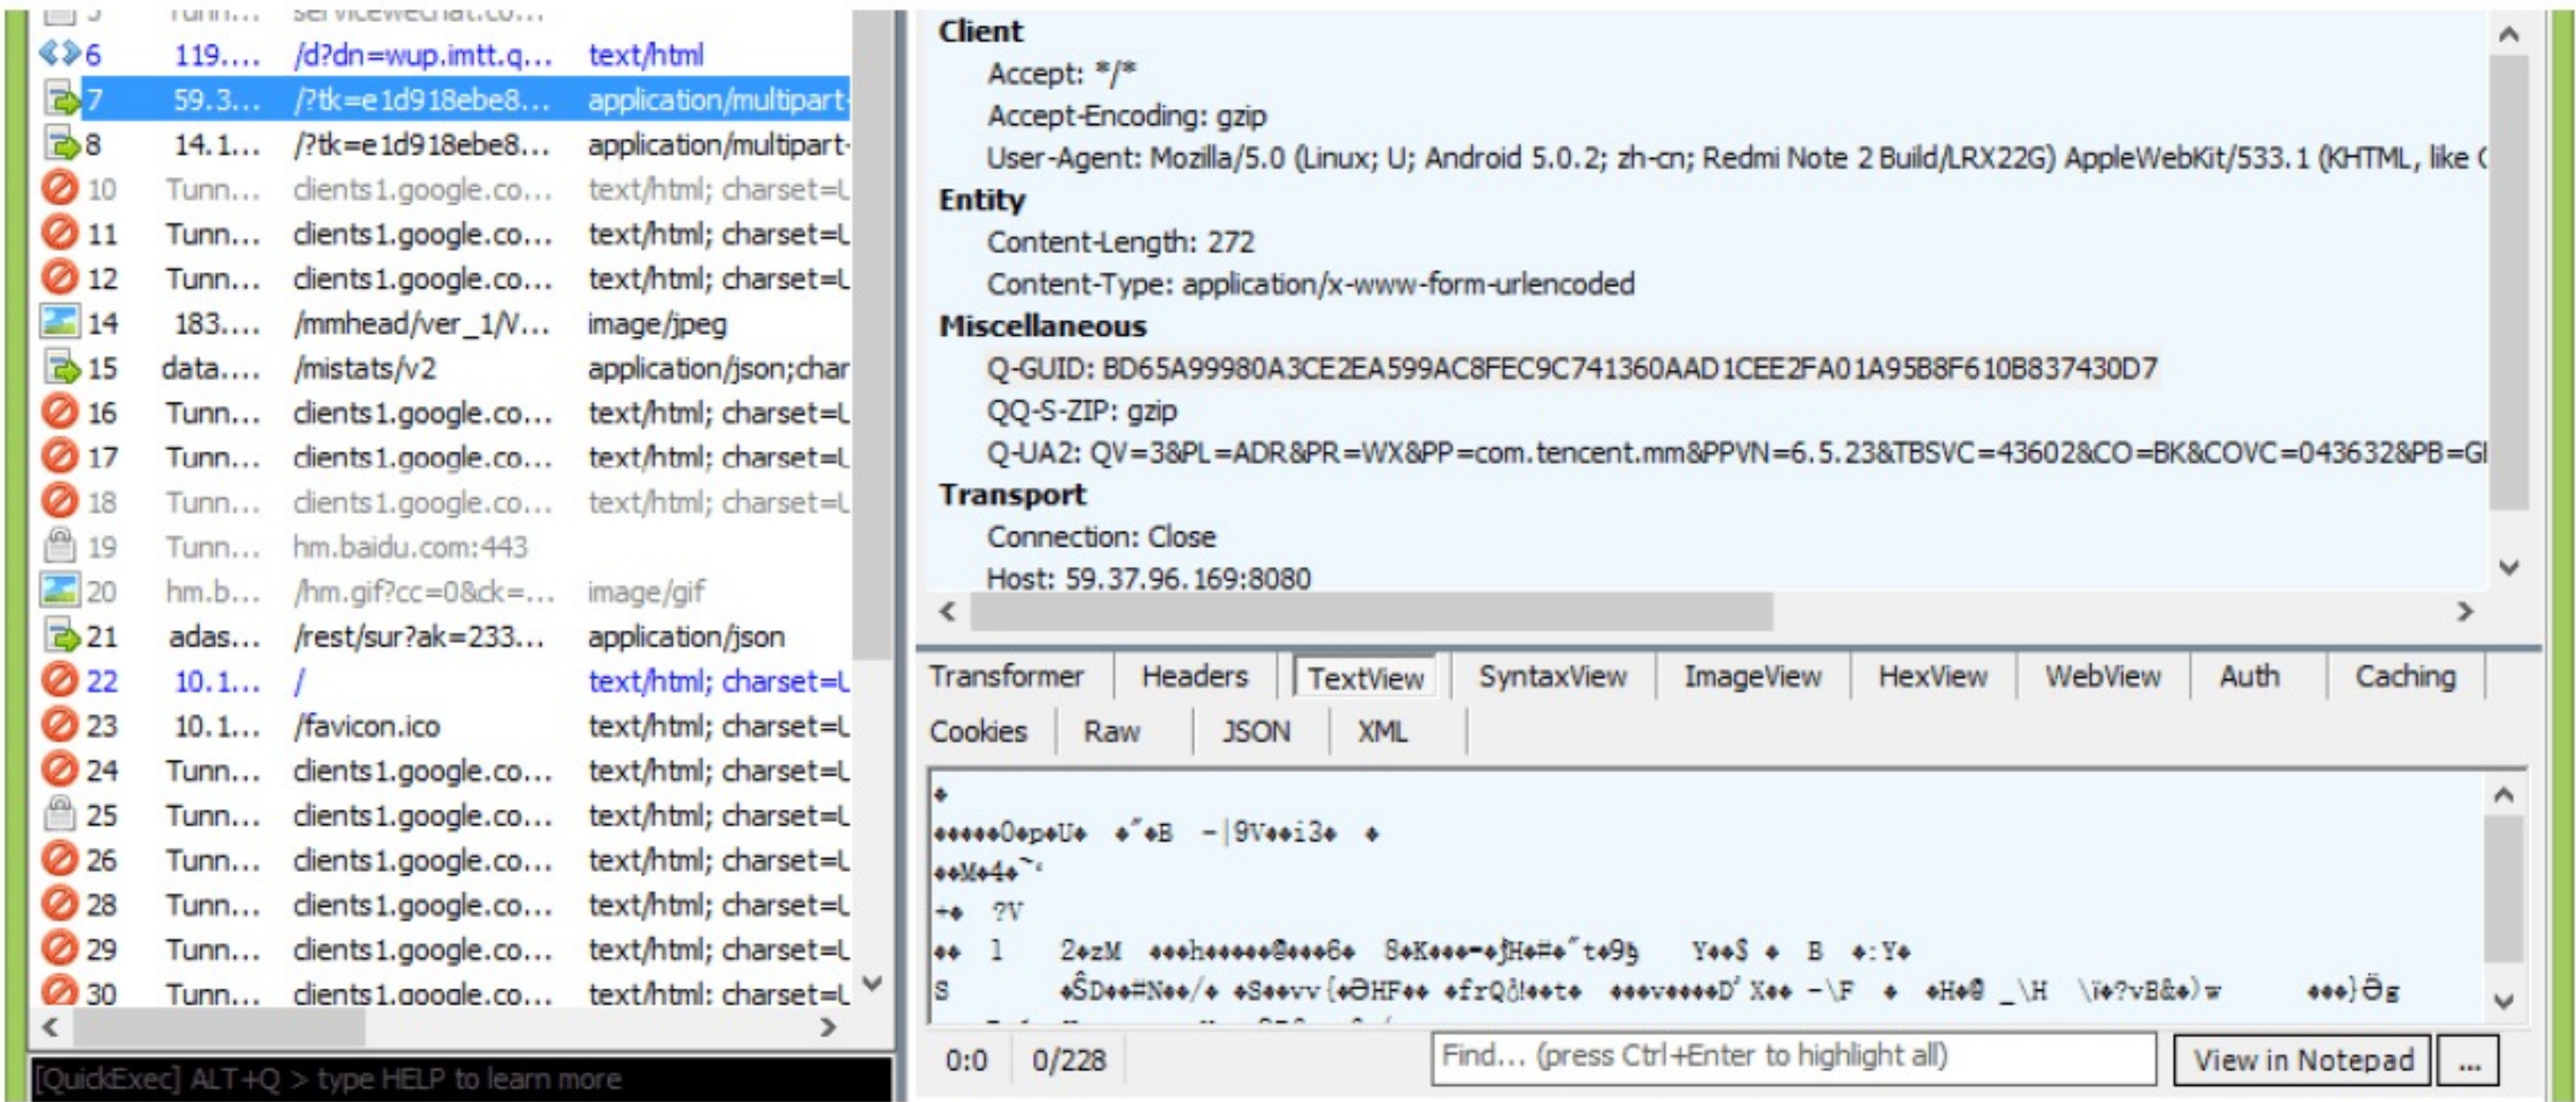 6 119.... /d?dn=wup.imtt.q... text/html
7 59.3... /?tk=e1d918ebe8... application/multipart-
8 14.1... /?tk=e1d918ebe8... application/multipart-
10 Tunn... clients1.google.co... text/html; charset=U
11 Tunn... clients1.google.co... text/html; charset=U
12 Tunn... clients1.google.co... text/html; charset=U
14 183.... /mmhead/ver_1/V... image/jpeg
15 data.... /mistats/v2 application/json;char
16 Tunn... clients1.google.co... text/html; charset=U
17 Tunn... clients1.google.co... text/html; charset=U
18 Tunn... clients1.google.co... text/html; charset=U
19 Tunn... hm.baidu.com:443
20 hm.b... /hm.gif?cc=0&ck=... image/gif
21 adas... /rest/sur?ak=233... application/json
22 10.1... / text/html; charset=U
23 10.1... /favicon.ico text/html; charset=U
24 Tunn... clients1.google.co... text/html; charset=U
25 Tunn... clients1.google.co... text/html; charset=U
26 Tunn... clients1.google.co... text/html; charset=U
28 Tunn... clients1.google.co... text/html; charset=U
29 Tunn... clients1.google.co... text/html; charset=U
30 Tunn... clients1.google.co... text/html; charset=U
[QuickExec] ALT+Q > type HELP to learn more
Client
Accept: */*
Accept-Encoding: gzip
User-Agent: Mozilla/5.0 (Linux; U; Android 5.0.2; zh-cn; Redmi Note 2 Build/LRX22G) AppleWebKit/533.1 (KHTML, like G
Entity
Content-Length: 272
Content-Type: application/x-www-form-urlencoded
Miscellaneous
Q-GUID: BD65A99980A3CE2EA599AC8FEC9C741360AAD1CEE2FA01A95B8F610B837430D7
QQ-S-ZIP: gzip
Q-UA2: QV=3&PL=ADR&PR=WX&PP=com.tencent.mm&PPVN=6.5.23&TBSVC=43602&CO=BK&COVC=043632&PB=G
Transport
Connection: Close
Host: 59.37.96.169:8080
Transformer Headers TextView SyntaxView ImageView HexView WebView Auth Caching
Cookies Raw JSON XML
0:0 0/228 Find... (press Ctrl+Enter to highlight all) View in Notepad ...